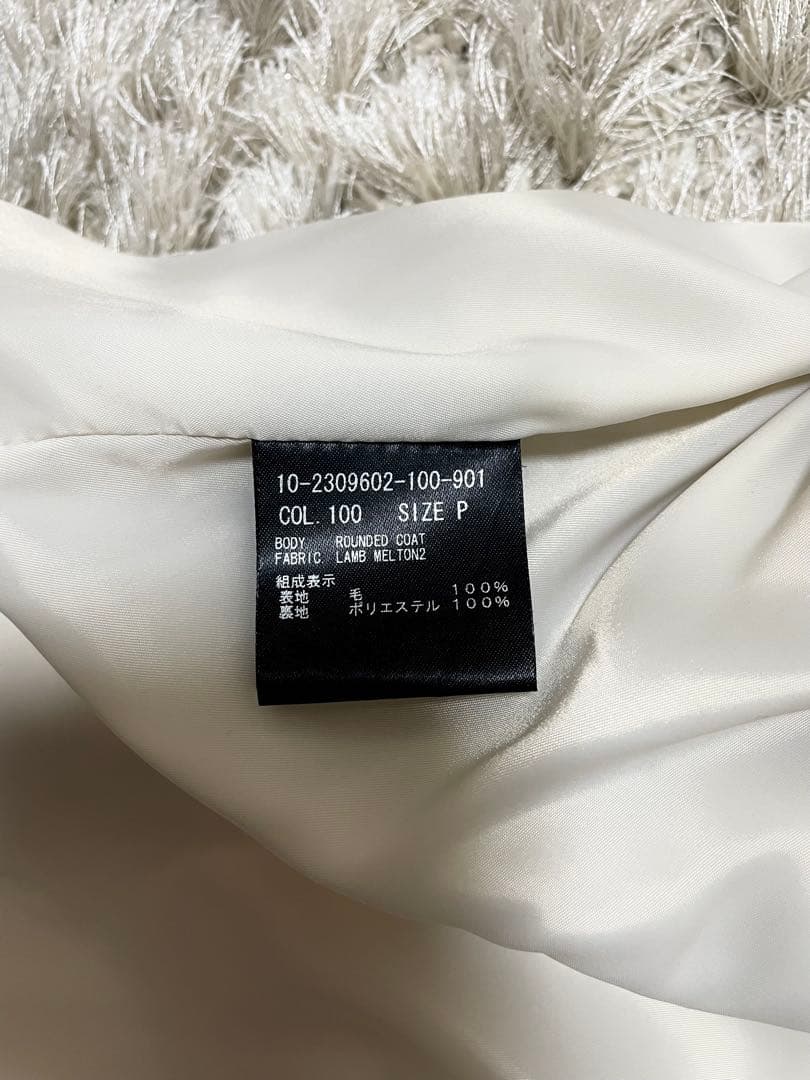 10-2309602-100-901
COL.100 SIZE P
BODY ROUNDED COAT
FABRIC LAMB MELTON2
組成表示
表地 毛 100%
裏地 ポリエステル 100%